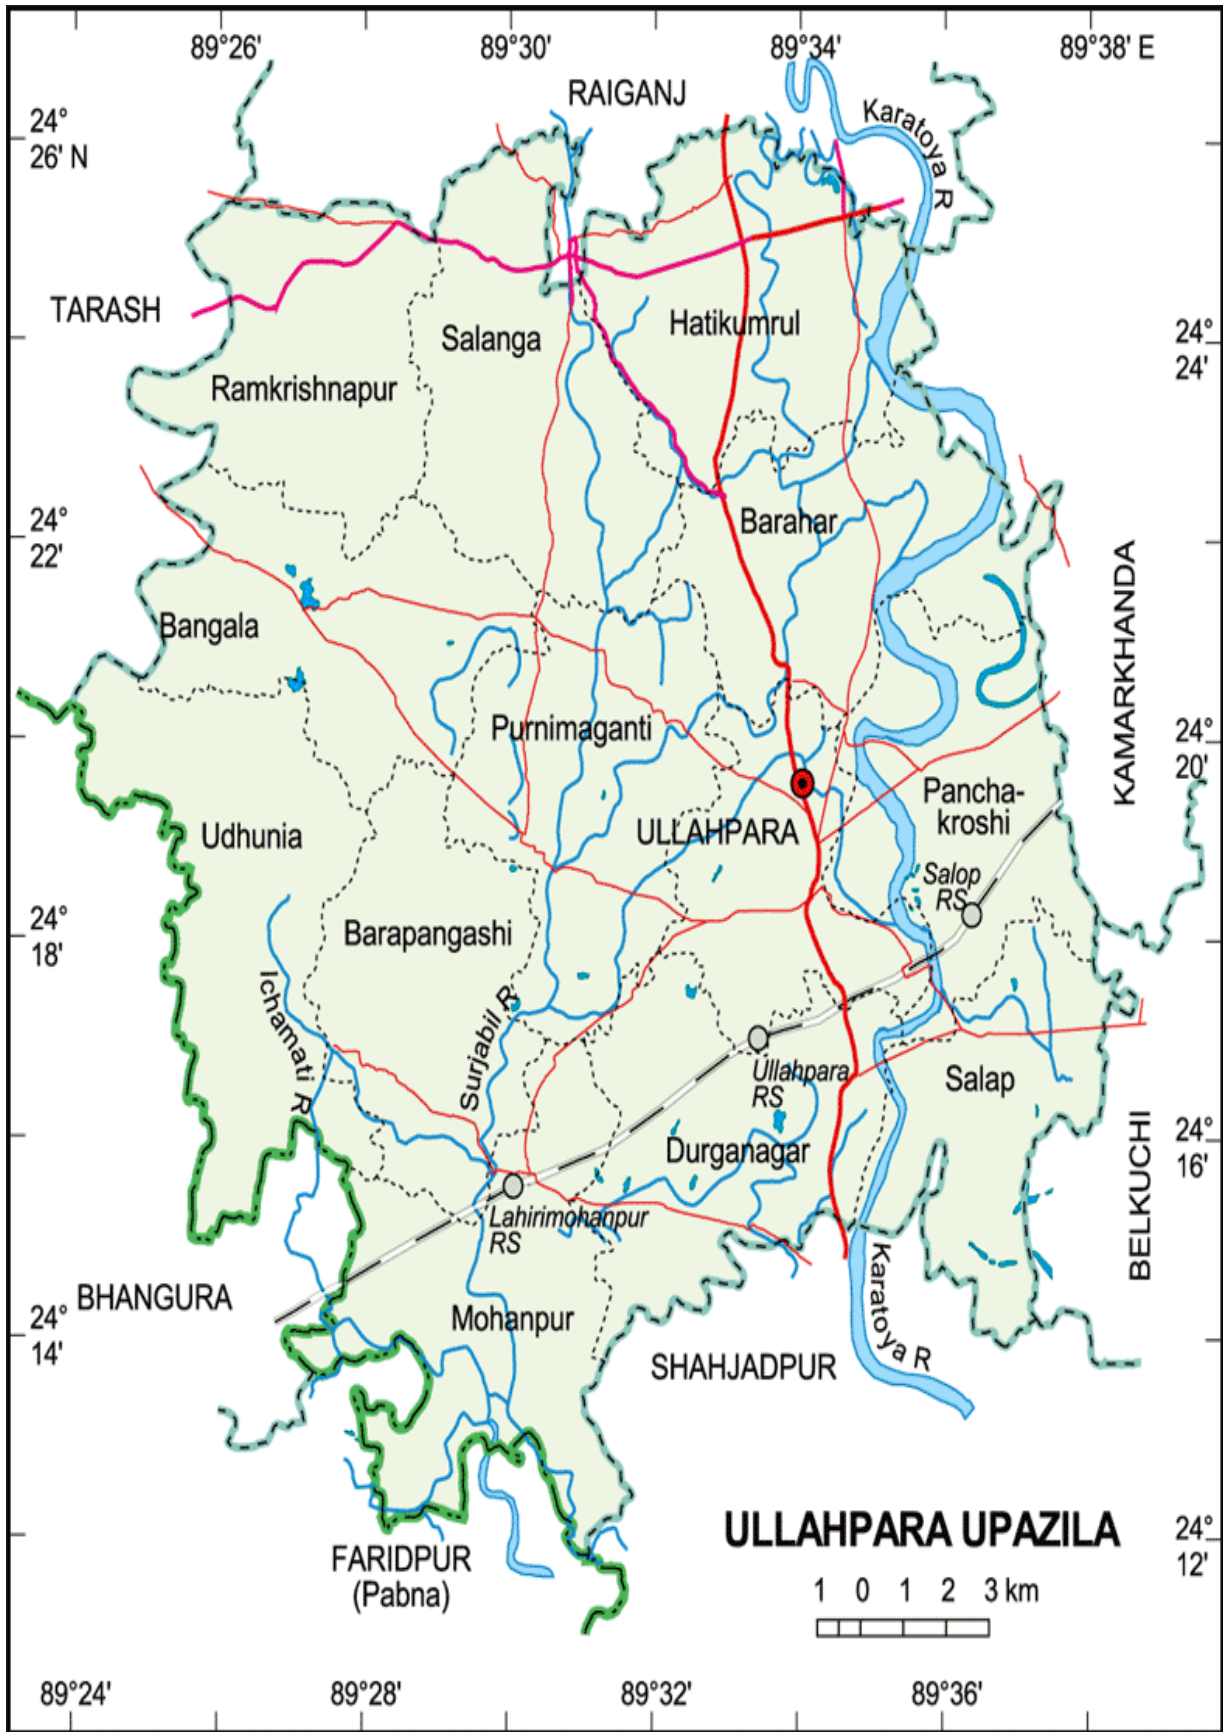 89°26'
89°30'
89°34'
89°38' E
RAIGANJ
Karatoya R
24°
26' N
TARASH
Salanga
Hatikumrul
24°
24'
Ramkrishnapur
24°
22'
Barahar
KAMARKHANDA
Bangala
Purnimaganti
24°
20'
Pancha-
kroshi
Udhunia
ULLAHPARA
Salop
RS
24°
18'
Barapangashi
Ichamati R
Surjabil R
Ullahpara
RS
Salap
Durganagar
24°
16'
BELKUCHI
Lahirimohanpur
RS
BHANGURA
24°
14'
Mohanpur
Karatoya R
SHAHJADPUR
ULLAHPARA UPAZILA
24°
12'
FARIDPUR
(Pabna)
1 0 1 2 3 km
89°24'
89°28'
89°32'
89°36'